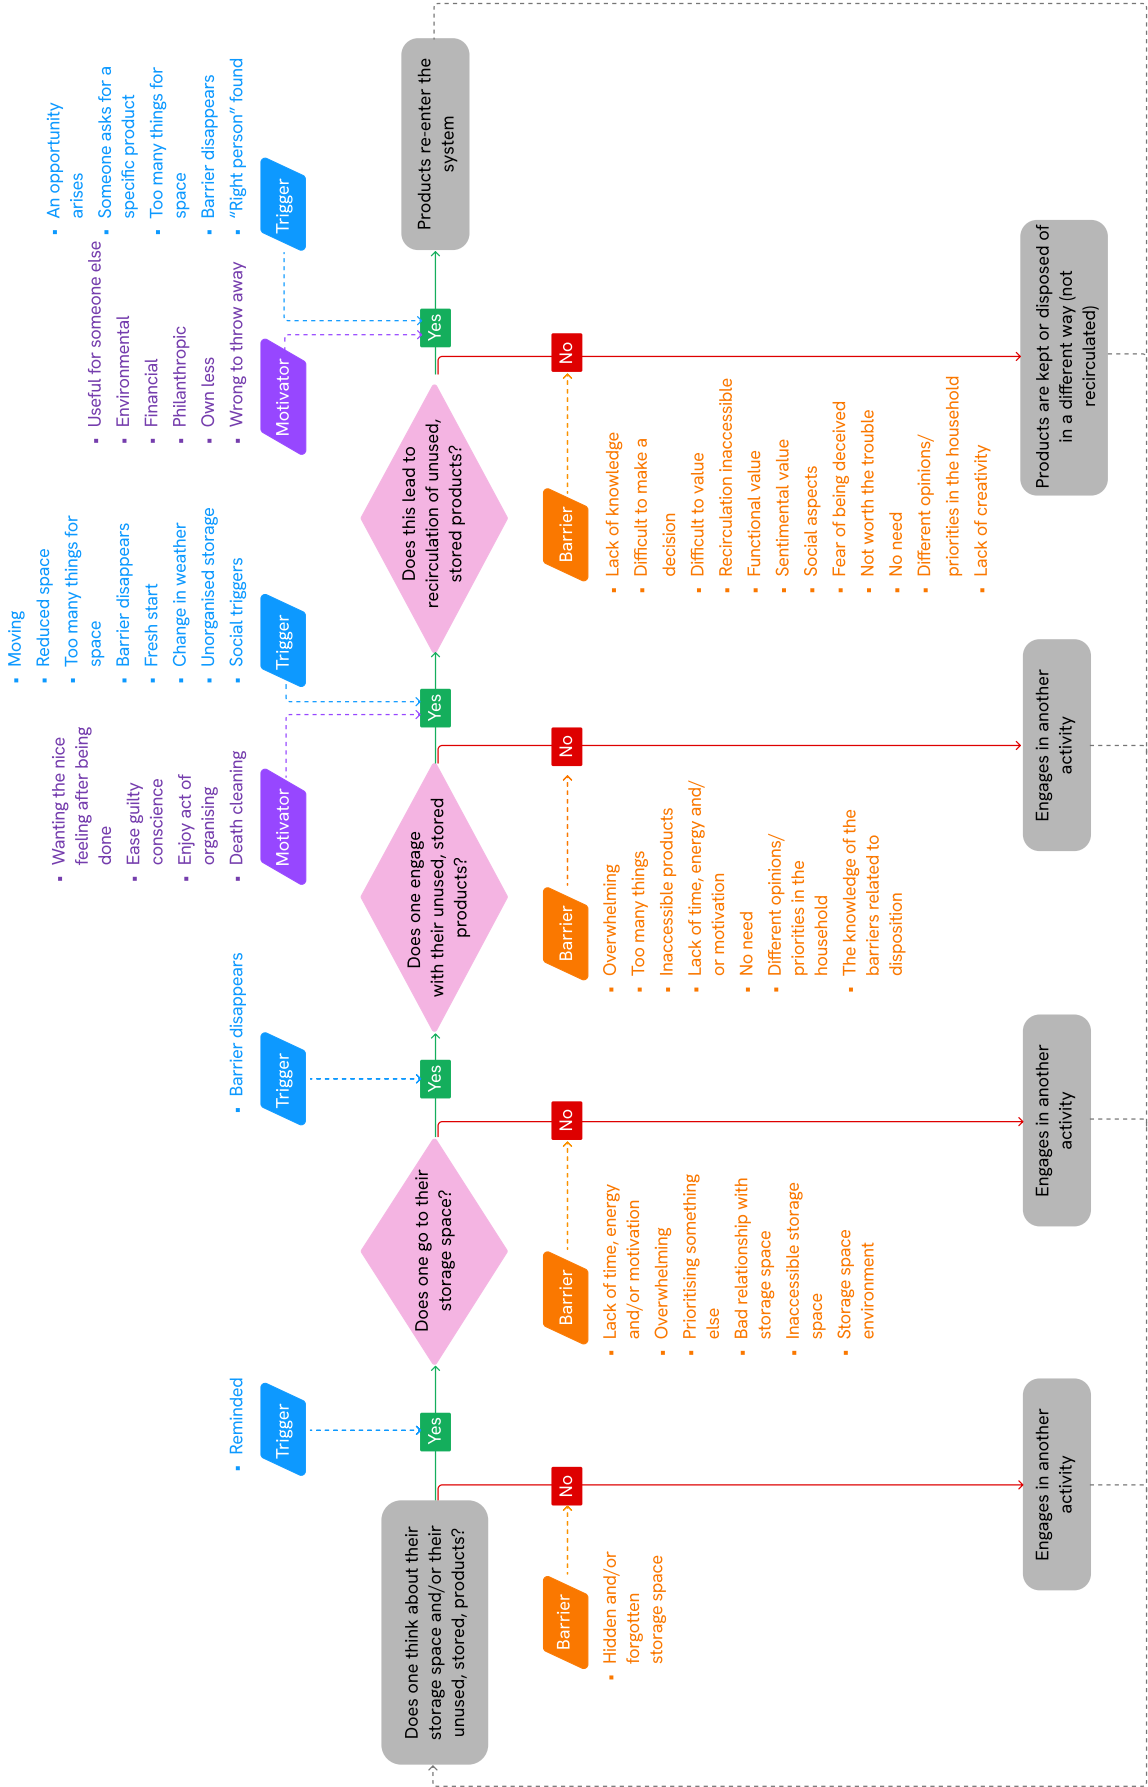 Does one think about their
storage space and/or their
unused, stored, products?
Reminded
Trigger
Yes
No
Barrier
Hidden and/or
forgotten
storage space
Engages in another
activity
Does one go to their
storage space?
Barrier disappears
Trigger
Yes
No
Barrier
Lack of time, energy
and/or motivation
Overwhelming
Prioritising something
else
Bad relationship with
storage space
Inaccessible storage
space
Storage space
environment
Engages in another
activity
Does one engage
with their unused, stored
products?
Wanting the nice
feeling after being
done
Ease guilty
conscience
Enjoy act of
organising
Death cleaning
Motivator
Moving
Reduced space
Too many things for
space
Barrier disappears
Fresh start
Change in weather
Unorganised storage
Social triggers
Trigger
Yes
No
Barrier
Overwhelming
Too many things
Inaccessible products
Lack of time, energy and/
or motivation
No need
Different opinions/
priorities in the
household
The knowledge of the
barriers related to
disposition
Engages in another
activity
Does this lead to
recirculation of unused,
stored products?
Useful for someone else
Environmental
Financial
Philanthropic
Own less
Wrong to throw away
Motivator
An opportunity
arises
Someone asks for a
specific product
Too many things for
space
Barrier disappears
"Right person" found
Trigger
Yes
No
Barrier
Lack of knowledge
Difficult to make a
decision
Difficult to value
Recirculation inaccessible
Functional value
Sentimental value
Social aspects
Fear of being deceived
Not worth the trouble
No need
Different opinions/
priorities in the household
Lack of creativity
Products are kept or disposed of
in a different way (not
recirculated)
Products re-enter the
system